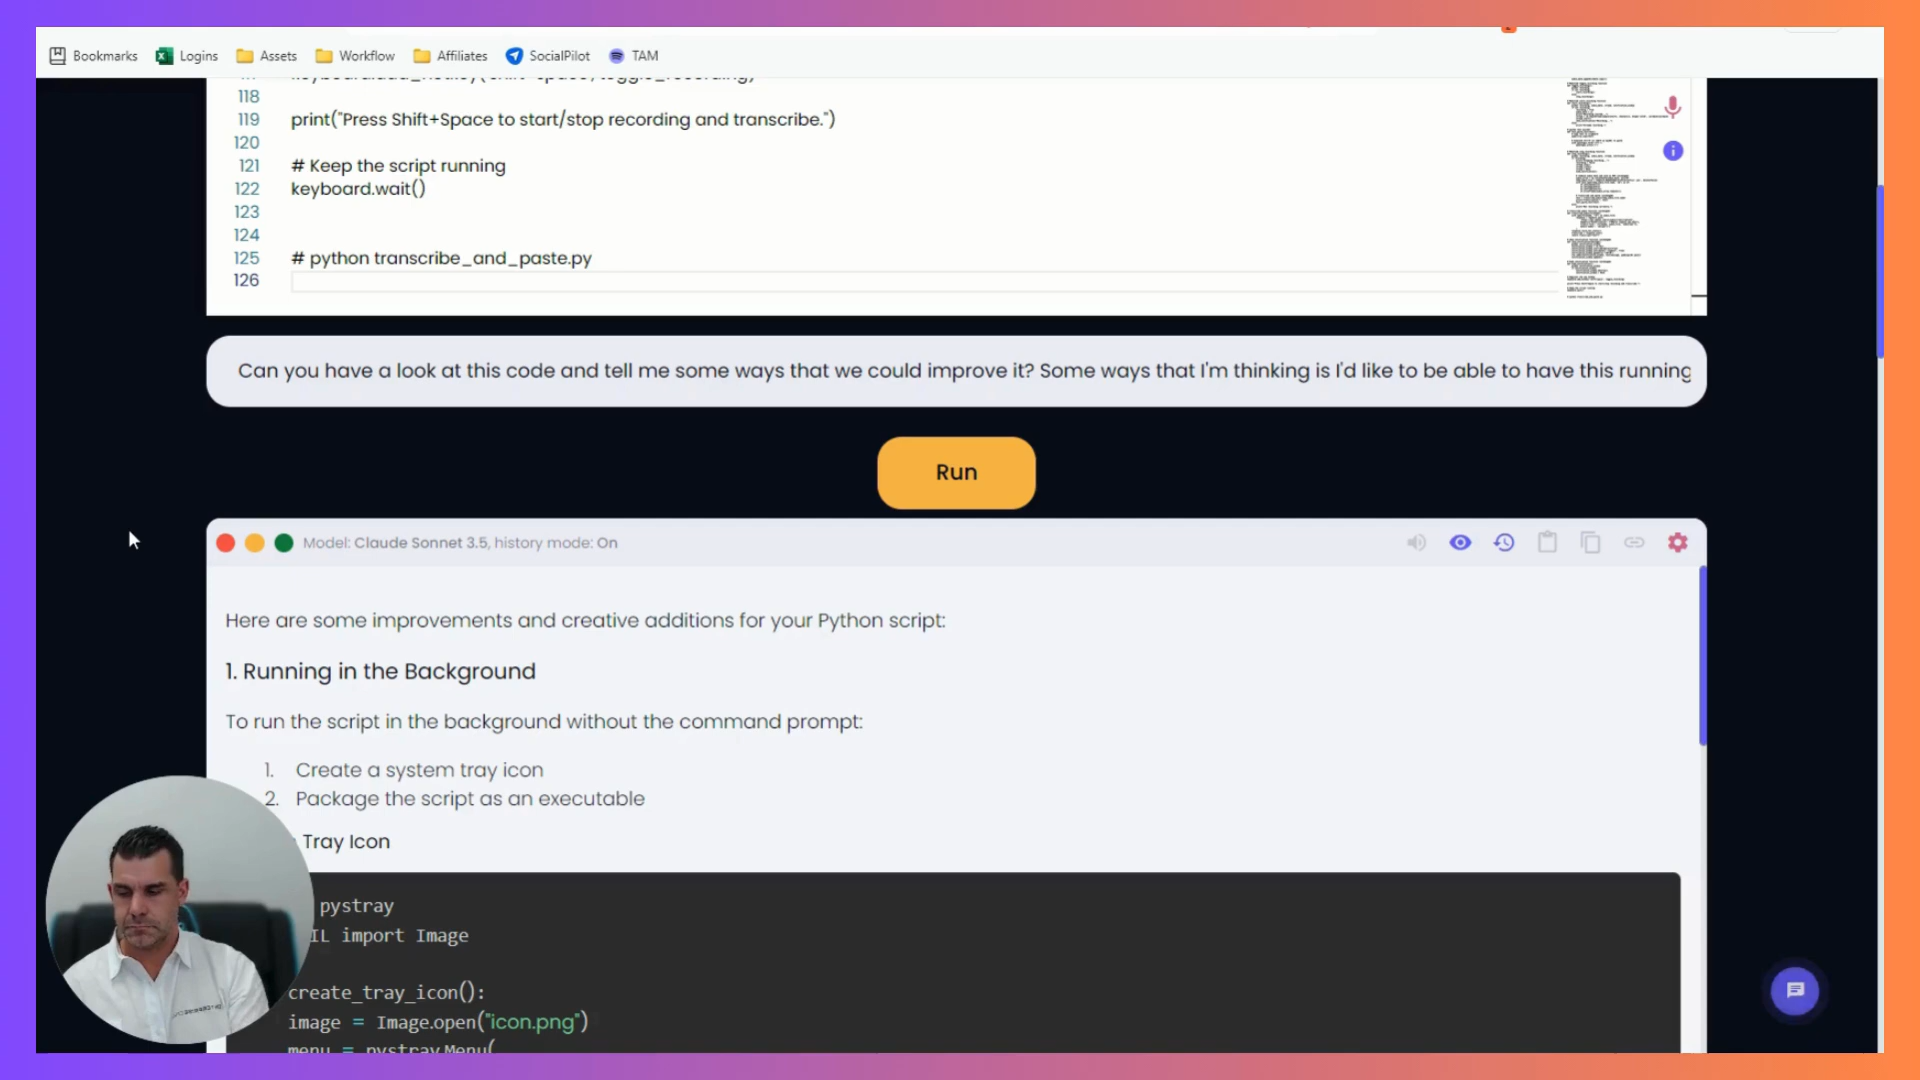 Bookmarks Logins Assets Workflow Affiliates SocialPilot TAM
118
119 print("Press Shift+Space to start/stop recording and transcribe.")
120
121 # Keep the script running
122 keyboard.wait()
123
124
125 # python transcribe_and_paste.py
126
Can you have a look at this code and tell me some ways that we could improve it? Some ways that I'm thinking is I'd like to be able to have this running
Run
Model: Claude Sonnet 3.5, history mode: On
Here are some improvements and creative additions for your Python script:
1. Running in the Background
To run the script in the background without the command prompt:
1. Create a system tray icon
2. Package the script as an executable
Tray Icon
pystray
IL import Image
create_tray_icon():
image = Image.open("icon.png")
menu = pystray.Menu(